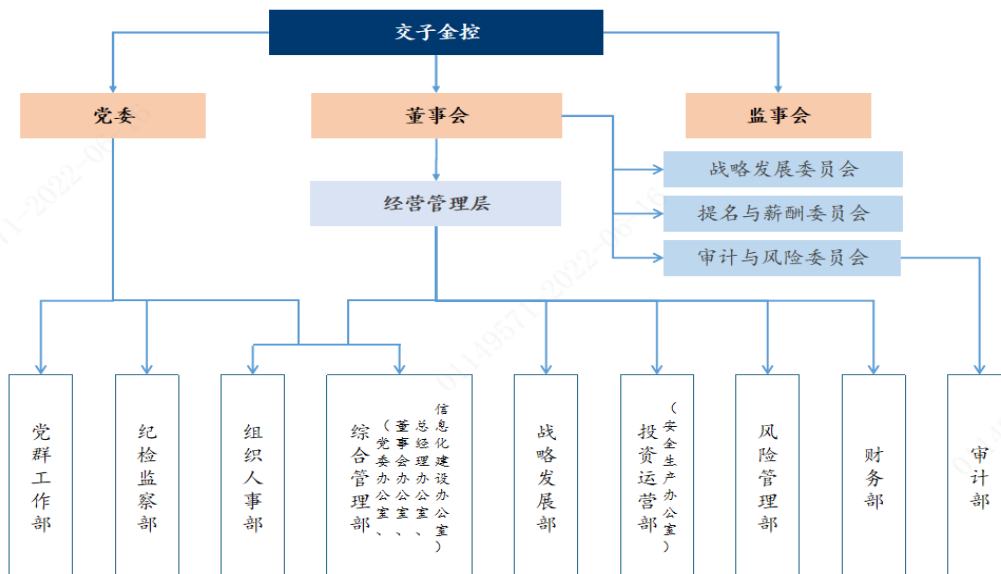 交子金控
党委
董事会
监事会
战略发展委员会
经营管理层
提名与薪酬委员会
审计与风险委员会
党群工作部
纪检监察部
组织人事部
综合管理部
（党委办公室、
董事会办公室、
总经理办公室、
信息化建设办公室）
战略发展部
投资运营部
（安全生产办公室）
风险管理部
财务部
审计部
01149571-2022-06-16